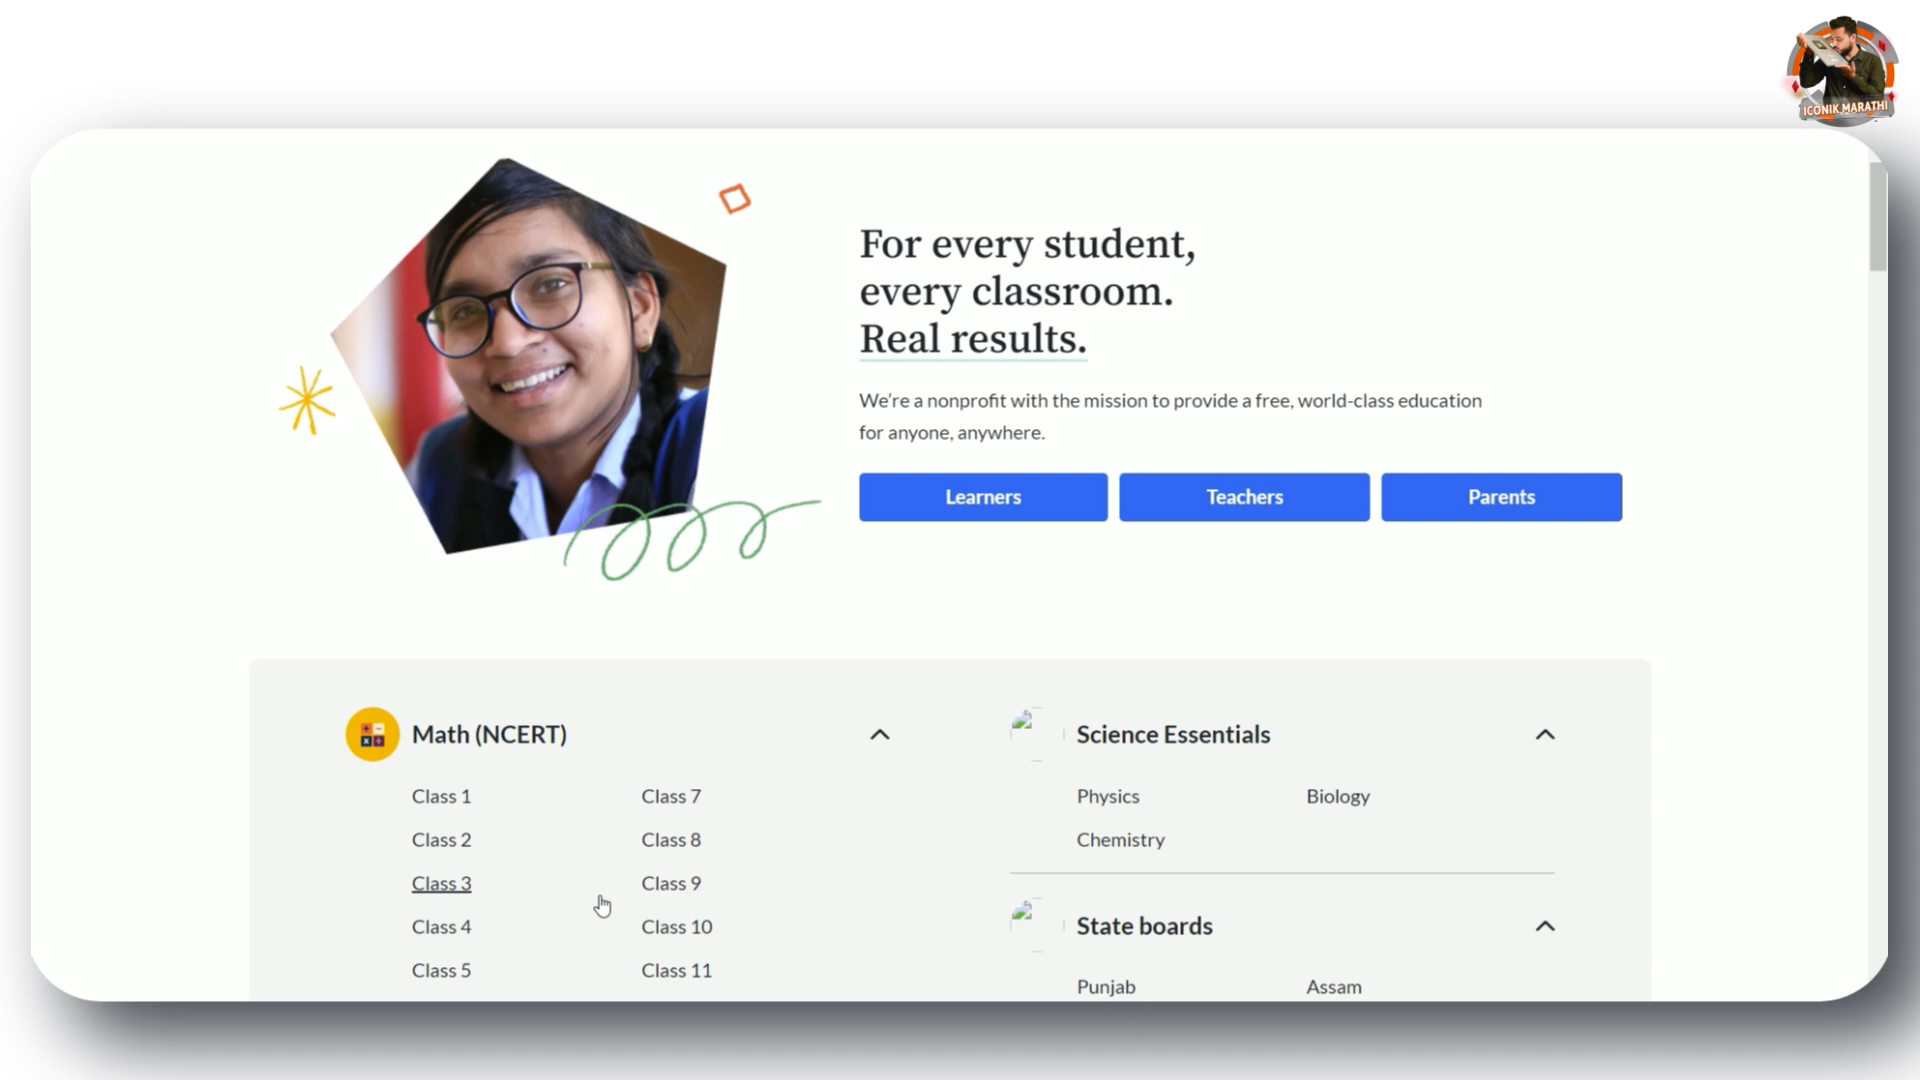 ICONIK MARATHI
For every student,
every classroom.
Real results.
We're a nonprofit with the mission to provide a free, world-class education
for anyone, anywhere.
Learners Teachers Parents
Math (NCERT)
Class 1 Class 7
Class 2 Class 8
Class 3 Class 9
Class 4 Class 10
Class 5 Class 11
Science Essentials
Physics Biology
Chemistry
State boards
Punjab Assam